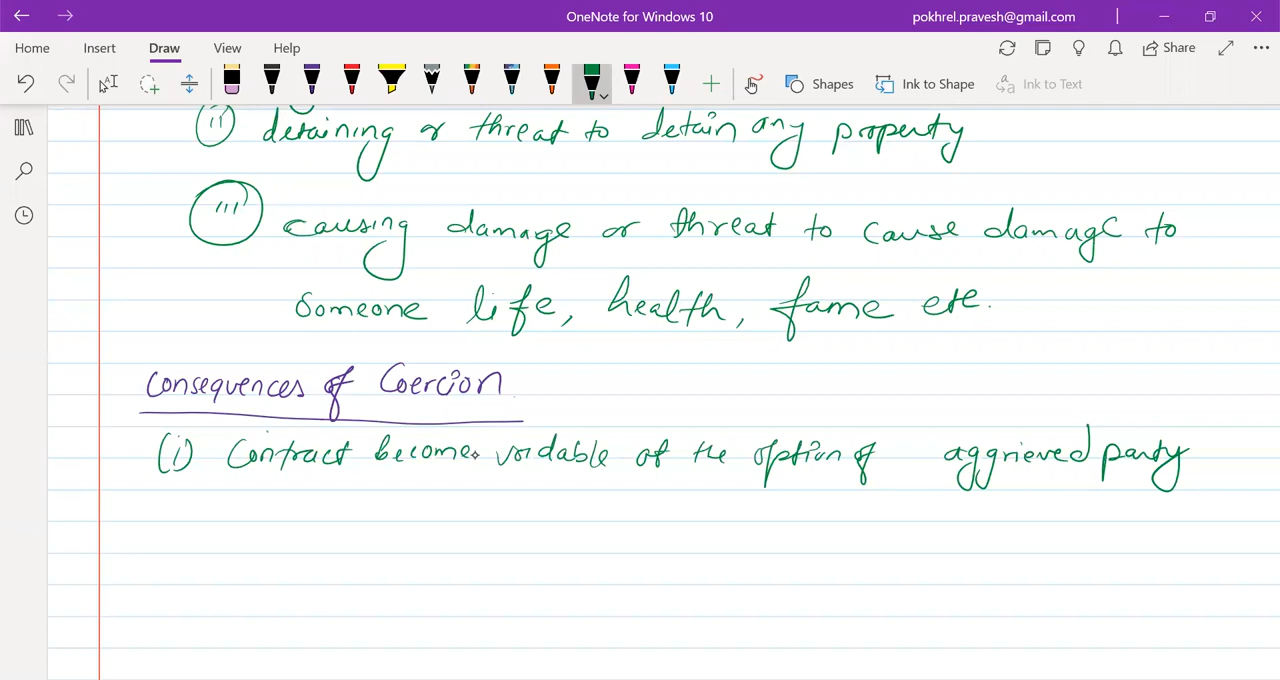 OneNote for Windows 10
pokhrel.pravesh@gmail.com
Home Insert Draw View Help
Share
Shapes Ink to Shape Ink to Text
(ii) detaining or threat to detain any property
(iii) causing damage or threat to cause damage to
someone life, health, fame etc.
Consequences of Coercion
(i) Contract become voidable at the option of aggrieved party